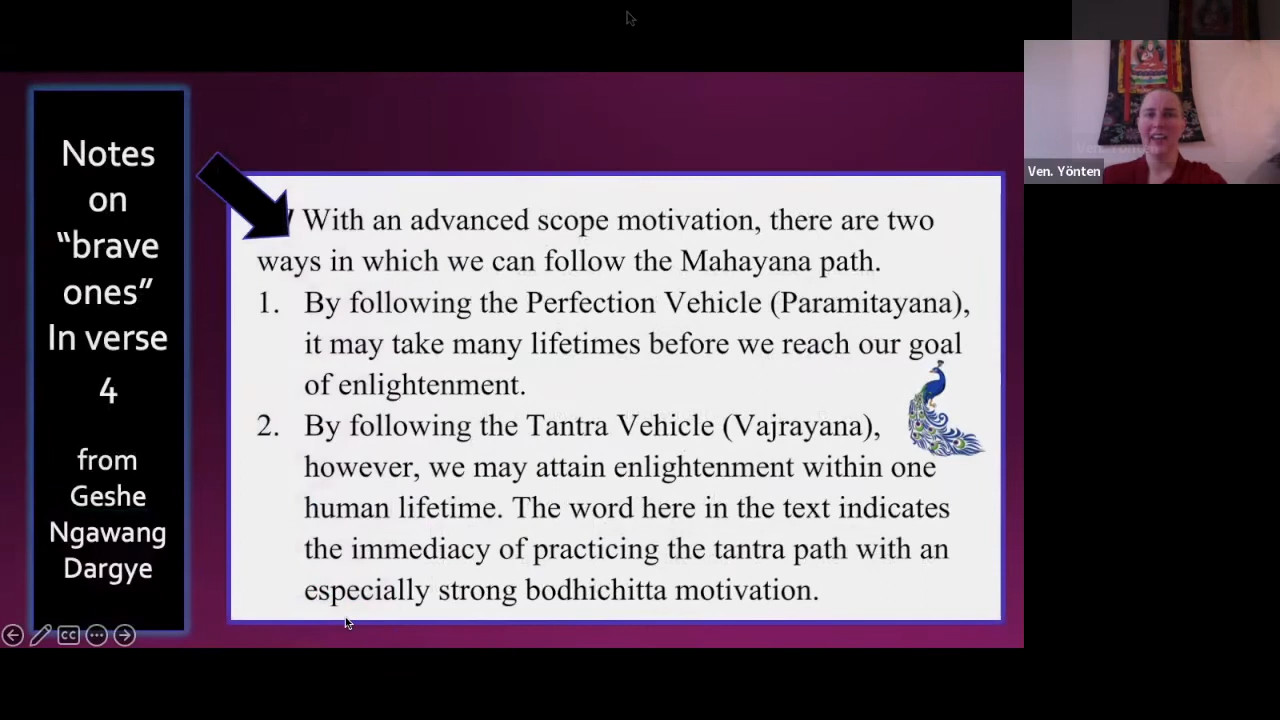 Notes
on
“brave
ones”
In verse
4
from
Geshe
Ngawang
Dargye
With an advanced scope motivation, there are two
ways in which we can follow the Mahayana path.
1. By following the Perfection Vehicle (Paramitayana),
it may take many lifetimes before we reach our goal
of enlightenment.
2. By following the Tantra Vehicle (Vajrayana),
however, we may attain enlightenment within one
human lifetime. The word here in the text indicates
the immediacy of practicing the tantra path with an
especially strong bodhichitta motivation.
Ven. Yönten
Ven. Yönten
CC